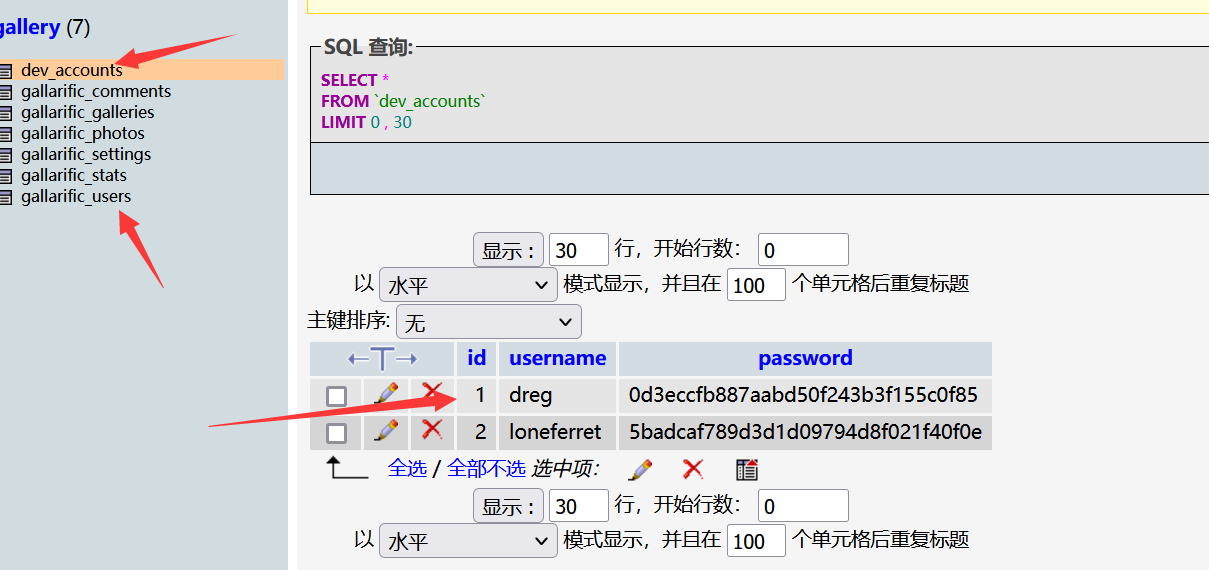 gallery (7)
dev_accounts
gallarific_comments
gallarific_galleries
gallarific_photos
gallarific_settings
gallarific_stats
gallarific_users
SQL 查询:
SELECT *
FROM `dev_accounts`
LIMIT 0 , 30
显示 : 30 行，开始行数： 0
以 水平 模式显示，并且在 100 个单元格后重复标题
主键排序: 无
←T→ id username password
1 dreg 0d3eccfb887aabd50f243b3f155c0f85
2 loneferret 5badcaf789d3d1d09794d8f021f40f0e
全选 / 全部不选 选中项：
显示 : 30 行，开始行数： 0
以 水平 模式显示，并且在 100 个单元格后重复标题